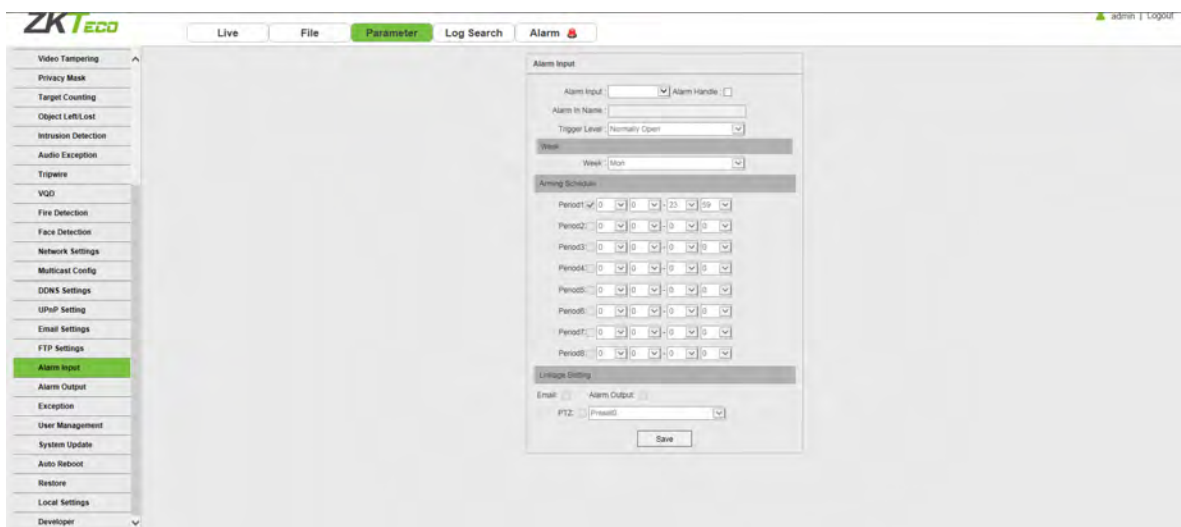 ZKTeco
admin | Logout
Live File Parameter Log Search Alarm
Video Tampering
Privacy Mask
Target Counting
Object Left/Lost
Intrusion Detection
Audio Exception
Tripwire
VQD
Fire Detection
Face Detection
Network Settings
Multicast Config
DDNS Settings
UPnP Setting
Email Settings
FTP Settings
Alarm Input
Alarm Output
Exception
User Management
System Update
Auto Reboot
Restore
Local Settings
Developer
Alarm Input
Alarm Input : Alarm Handle :
Alarm In Name :
Trigger Level : Normally Open
Week
Week : Mon
Arming Schedule
Period1: 0 0 - 23 59
Period2: 0 0 - 0 0
Period3: 0 0 - 0 0
Period4: 0 0 - 0 0
Period5: 0 0 - 0 0
Period6: 0 0 - 0 0
Period7: 0 0 - 0 0
Period8: 0 0 - 0 0
Linkage Setting
Email: Alarm Output:
PTZ: Preset0
Save